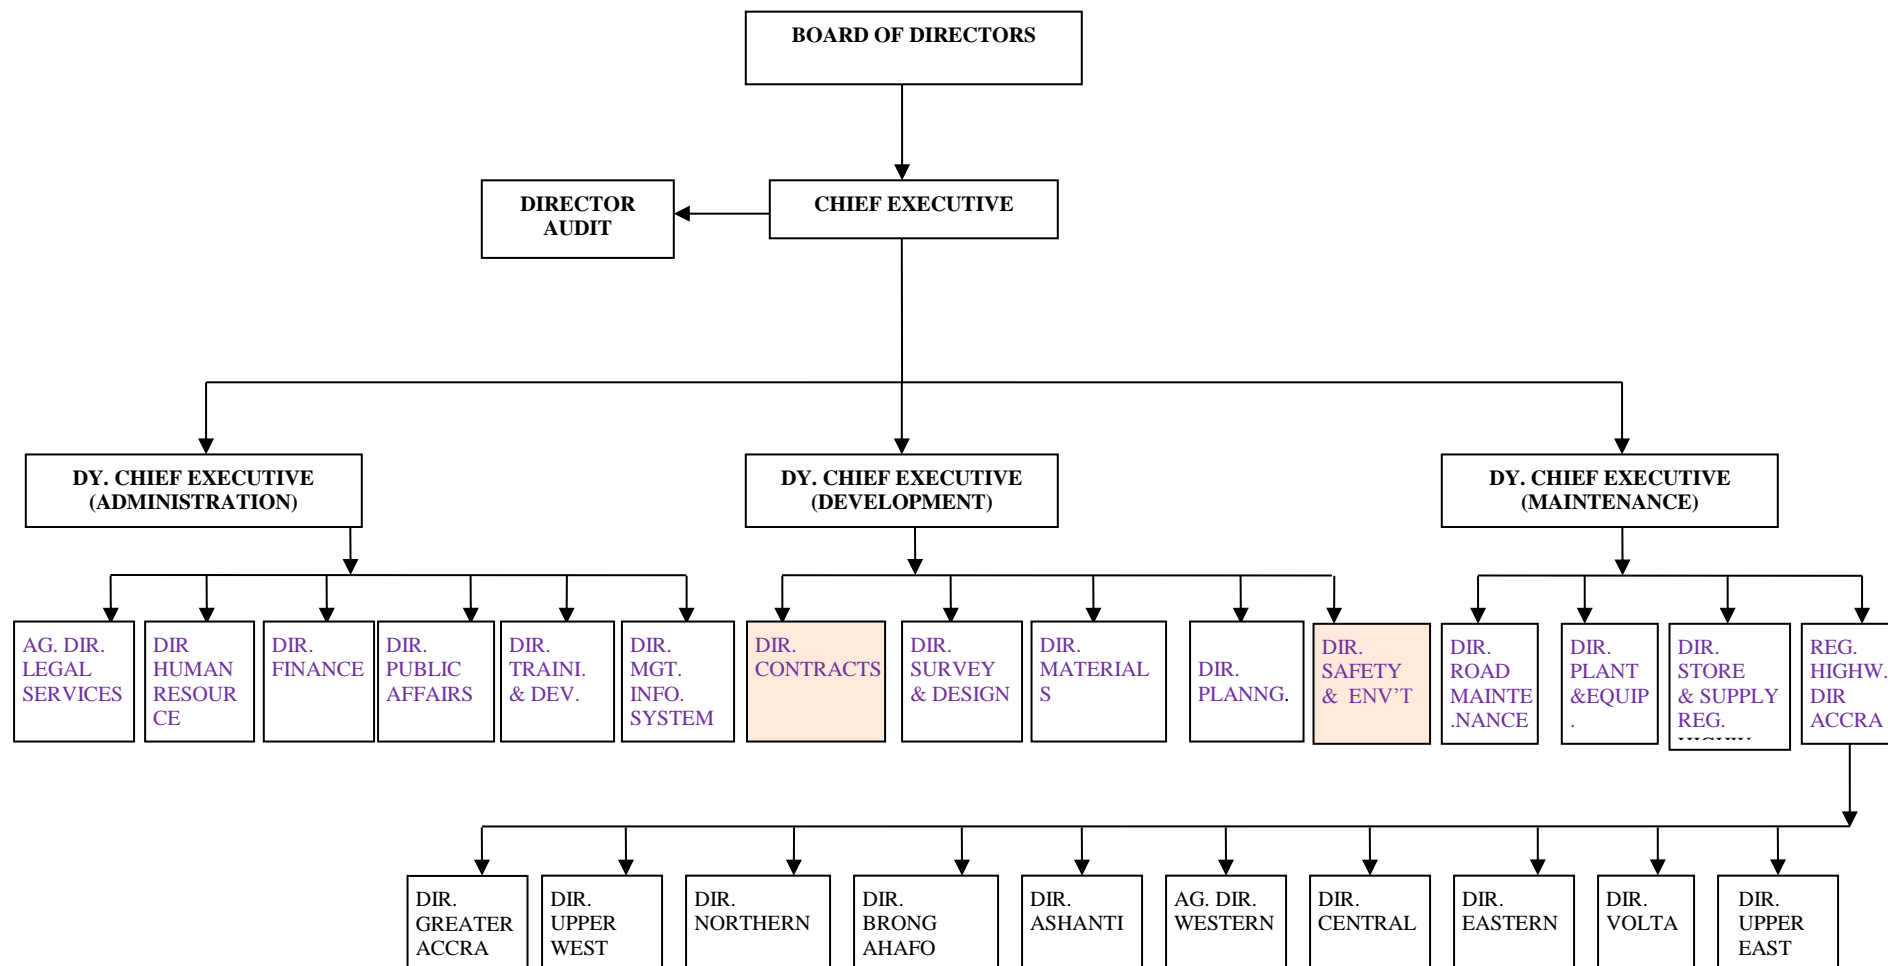 BOARD OF DIRECTORS
DIRECTOR
AUDIT
CHIEF EXECUTIVE
DY. CHIEF EXECUTIVE
(ADMINISTRATION)
DY. CHIEF EXECUTIVE
(DEVELOPMENT)
DY. CHIEF EXECUTIVE
(MAINTENANCE)
AG. DIR.
LEGAL
SERVICES
DIR
HUMAN
RESOUR
CE
DIR.
FINANCE
DIR.
PUBLIC
AFFAIRS
DIR.
TRAINI.
& DEV.
DIR.
MGT.
INFO.
SYSTEM
DIR.
CONTRACTS
DIR.
SURVEY
& DESIGN
DIR.
MATERIAL
S
DIR.
PLANNG.
DIR.
SAFETY
& ENV'T
DIR.
ROAD
MAINTE
.NANCE
DIR.
PLANT
&EQUIP
.
DIR.
STORE
& SUPPLY
REG.
REG.
HIGHW.
DIR
ACCRA
DIR.
GREATER
ACCRA
DIR.
UPPER
WEST
DIR.
NORTHERN
DIR.
BRONG
AHAFO
DIR.
ASHANTI
AG. DIR.
WESTERN
DIR.
CENTRAL
DIR.
EASTERN
DIR.
VOLTA
DIR.
UPPER
EAST